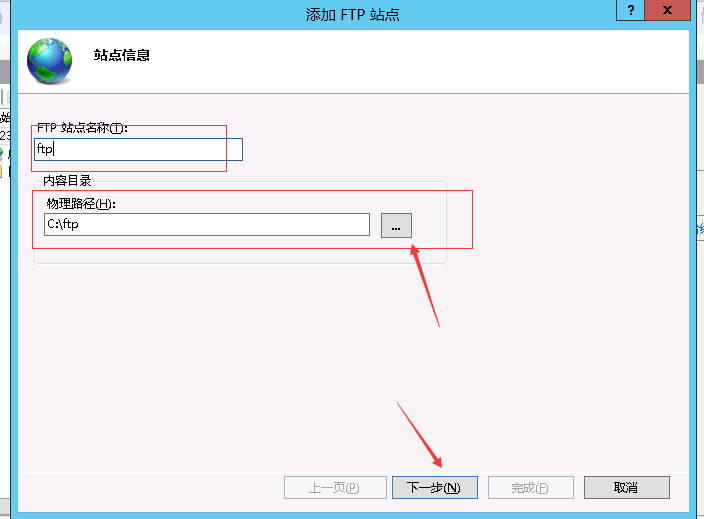 添加 FTP 站点
?
x
站点信息
FTP 站点名称(T):
ftp
内容目录
物理路径(H):
C:\ftp
...
上一页(P)
下一步(N)
完成(F)
取消